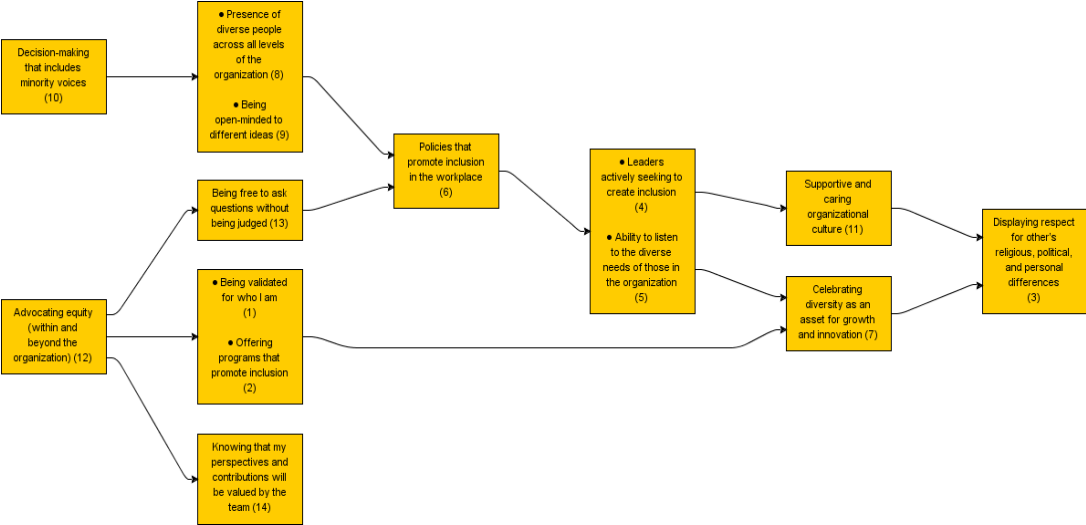 Decision-making
that includes
minority voices
(10)
● Presence of
diverse people
across all levels
of the
organization (8)
● Being
open-minded to
different ideas (9)
Being free to ask
questions without
being judged (13)
Advocating equity
(within and
beyond the
organization) (12)
● Being validated
for who I am
(1)
● Offering
programs that
promote inclusion
(2)
Knowing that my
perspectives and
contributions will
be valued by the
team (14)
Policies that
promote inclusion
in the workplace
(6)
● Leaders
actively seeking to
create inclusion
(4)
● Ability to listen
to the diverse
needs of those in
the organization
(5)
Supportive and
caring
organizational
culture (11)
Celebrating
diversity as an
asset for growth
and innovation (7)
Displaying respect
for other's
religious, political,
and personal
differences
(3)